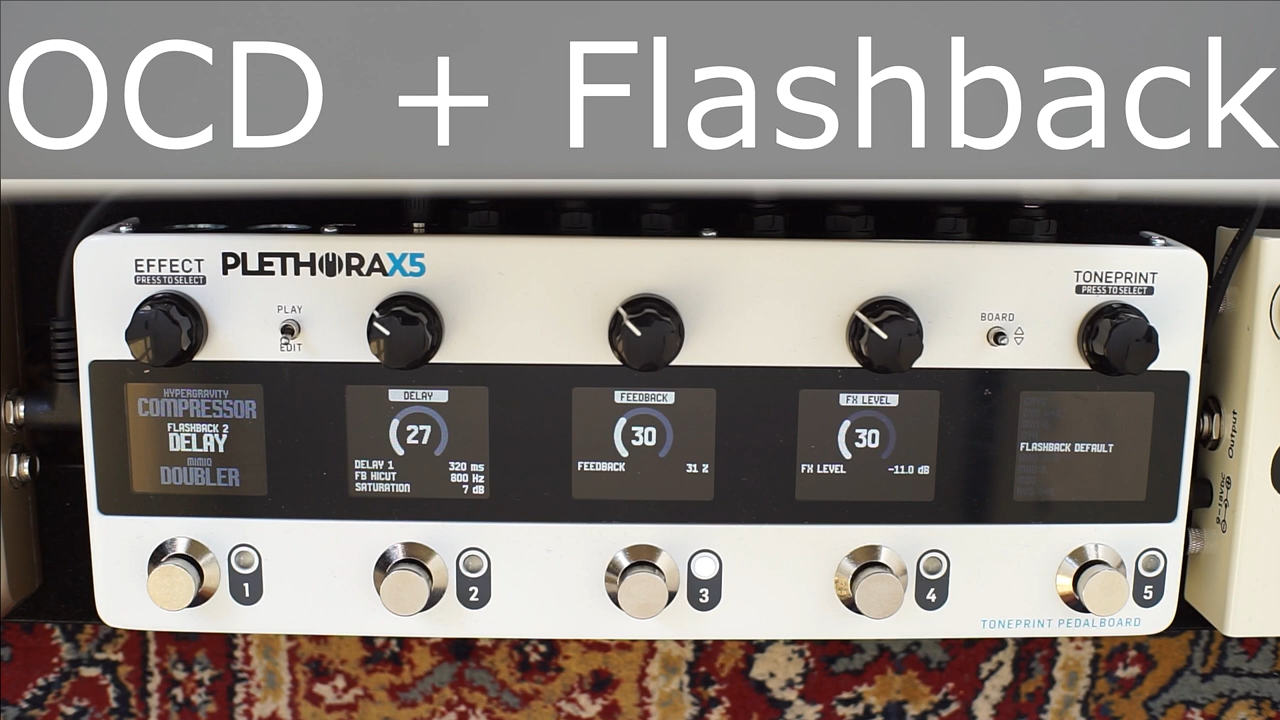 OCD + Flashback
EFFECT
PRESS TO SELECT
PLETHORAX5
TONEPRINT
PRESS TO SELECT
PLAY
EDIT
BOARD
HYPERGRAVITY
COMPRESSOR
FLASHBACK 2
DELAY
MIMIQ
DOUBLER
DELAY
27
DELAY 1 320 ms
FB HICUT 800 Hz
SATURATION 7 dB
FEEDBACK
30
FEEDBACK 31 %
FX LEVEL
30
FX LEVEL -11.0 dB
FLASHBACK DEFAULT
Output
9-18VDC
1
2
3
4
5
TONEPRINT PEDALBOARD